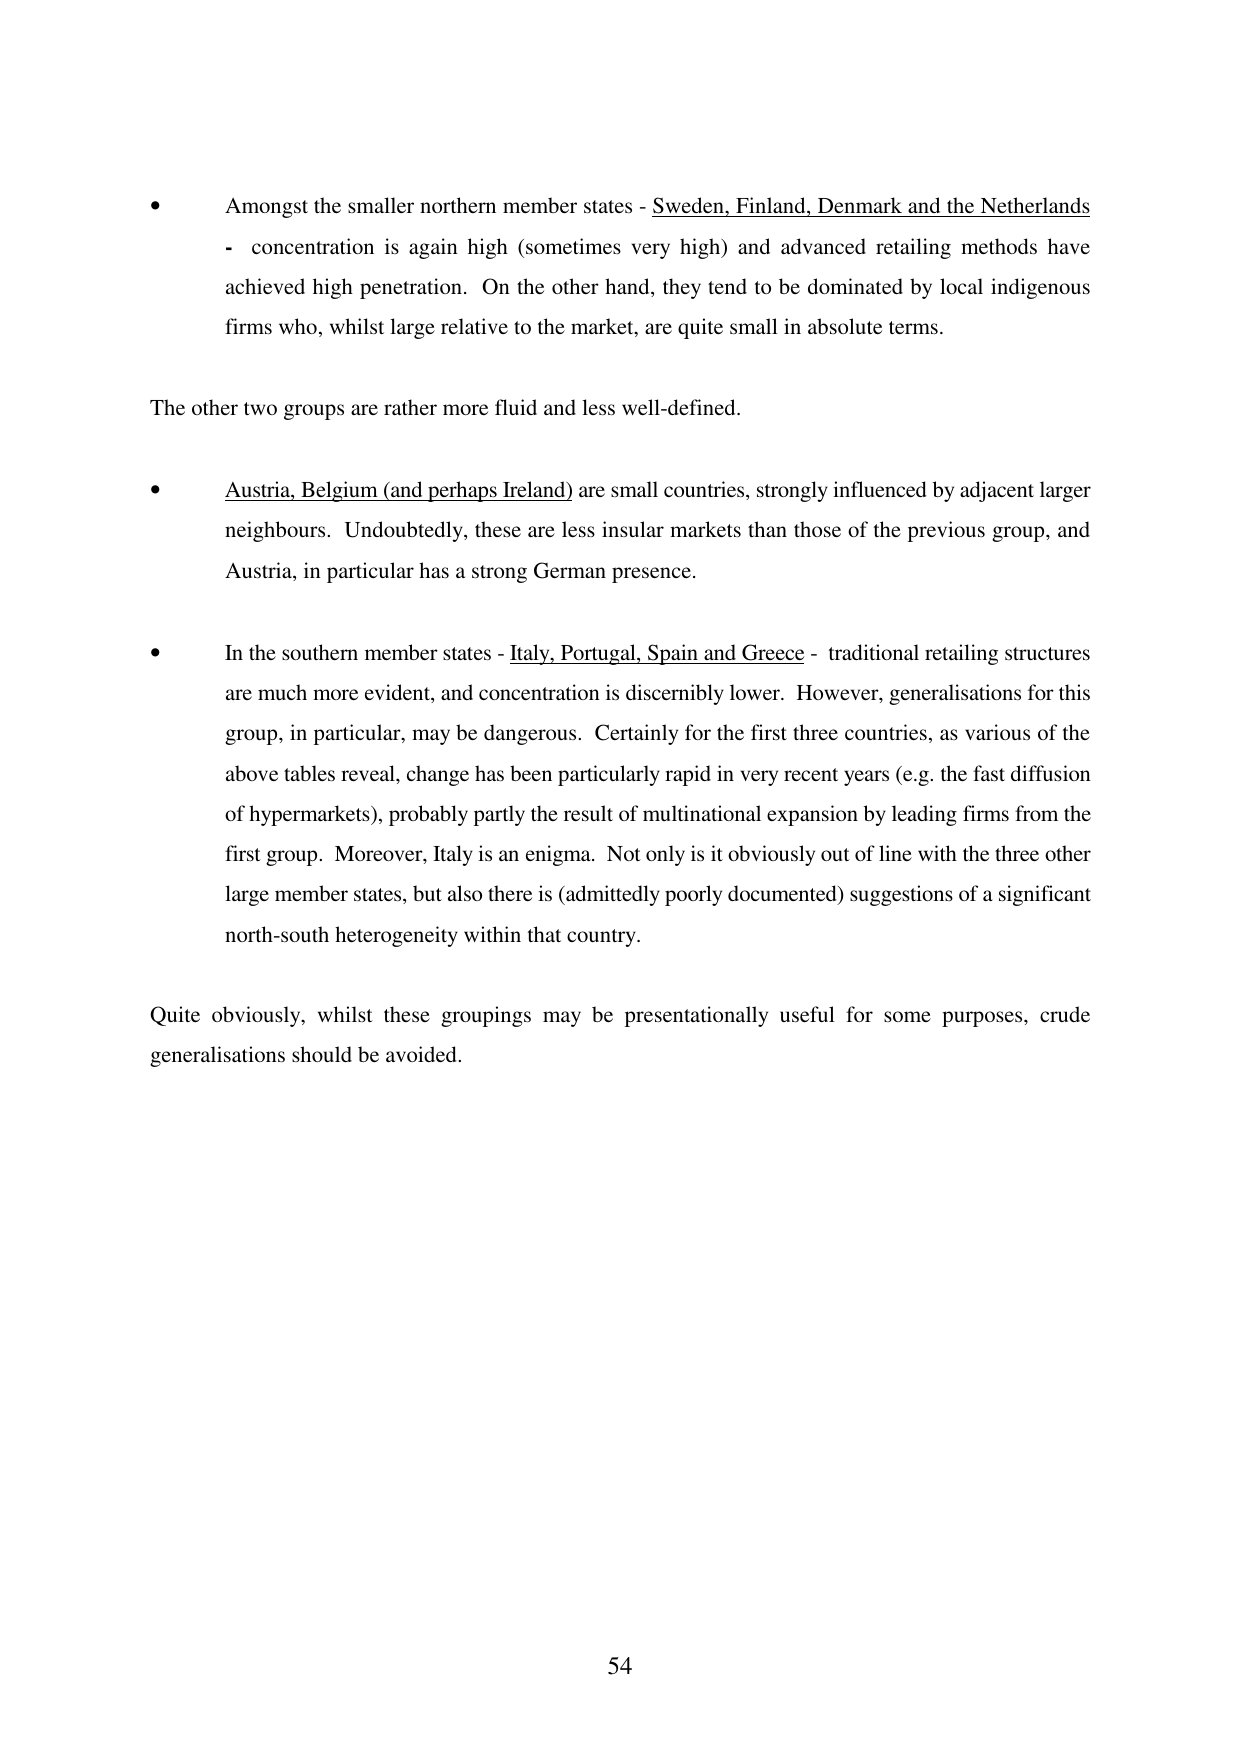 • Amongst the smaller northern member states - Sweden, Finland, Denmark and the Netherlands
- concentration is again high (sometimes very high) and advanced retailing methods have
achieved high penetration. On the other hand, they tend to be dominated by local indigenous
firms who, whilst large relative to the market, are quite small in absolute terms.
The other two groups are rather more fluid and less well-defined.
• Austria, Belgium (and perhaps Ireland) are small countries, strongly influenced by adjacent larger
neighbours. Undoubtedly, these are less insular markets than those of the previous group, and
Austria, in particular has a strong German presence.
• In the southern member states - Italy, Portugal, Spain and Greece - traditional retailing structures
are much more evident, and concentration is discernibly lower. However, generalisations for this
group, in particular, may be dangerous. Certainly for the first three countries, as various of the
above tables reveal, change has been particularly rapid in very recent years (e.g. the fast diffusion
of hypermarkets), probably partly the result of multinational expansion by leading firms from the
first group. Moreover, Italy is an enigma. Not only is it obviously out of line with the three other
large member states, but also there is (admittedly poorly documented) suggestions of a significant
north-south heterogeneity within that country.
Quite obviously, whilst these groupings may be presentationally useful for some purposes, crude
generalisations should be avoided.
54